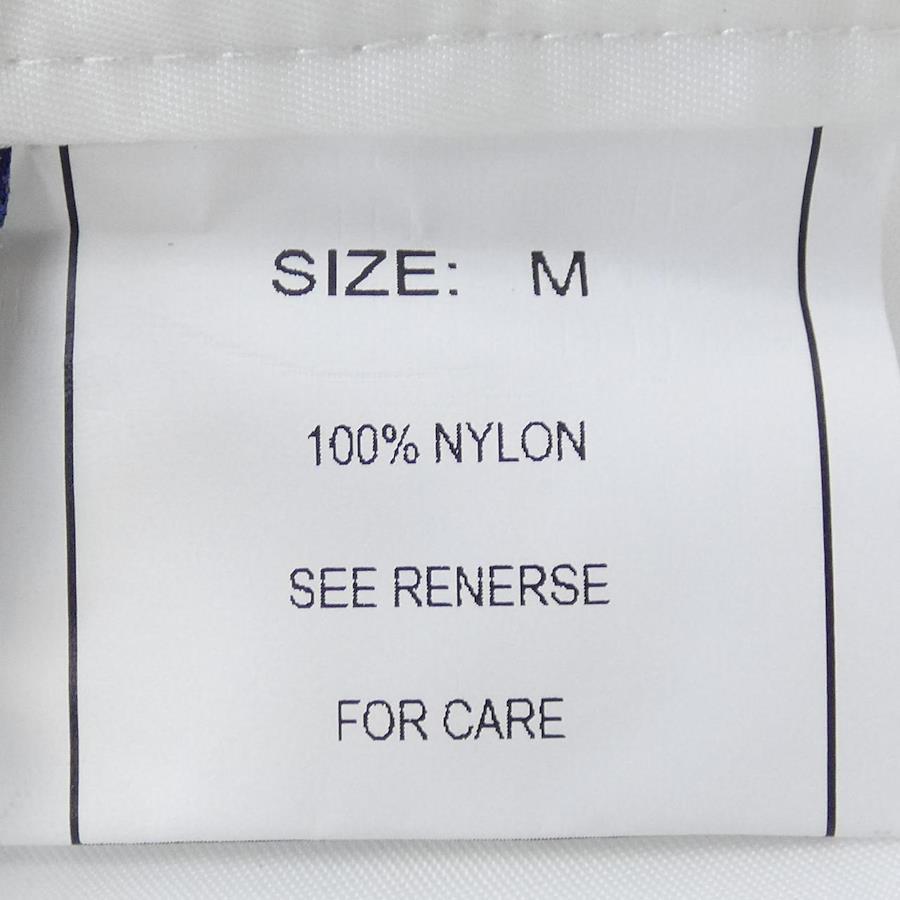 SIZE: M
100% NYLON
SEE RENERSE
FOR CARE